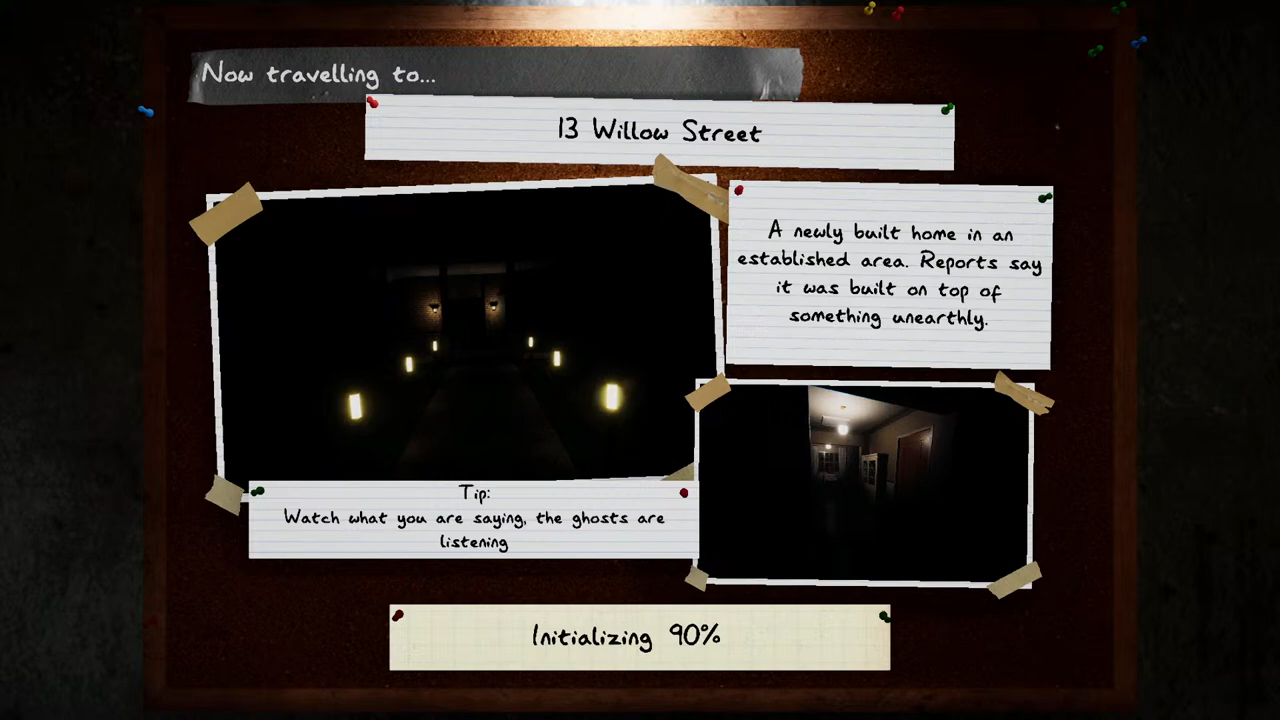 Now travelling to...
13 Willow Street
A newly built home in an
established area. Reports say
it was built on top of
something unearthly.
Tip:
Watch what you are saying, the ghosts are
listening
Initializing 90%